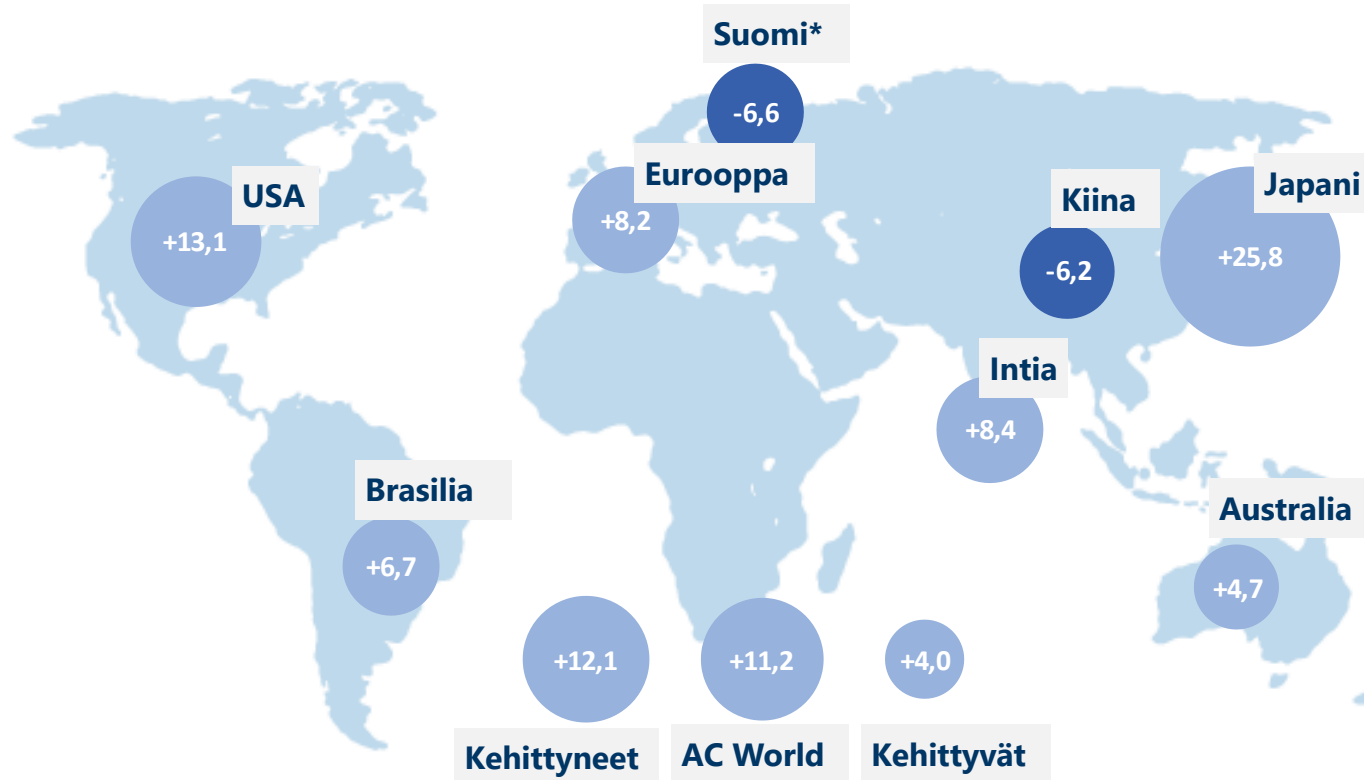 Suomi*
-6,6
Eurooppa
+8,2
USA
+13,1
Kiina
-6,2
Japani
+25,8
Intia
+8,4
Brasilia
+6,7
Australia
+4,7
+12,1
Kehittyneet
+11,2
AC World
+4,0
Kehittyvät